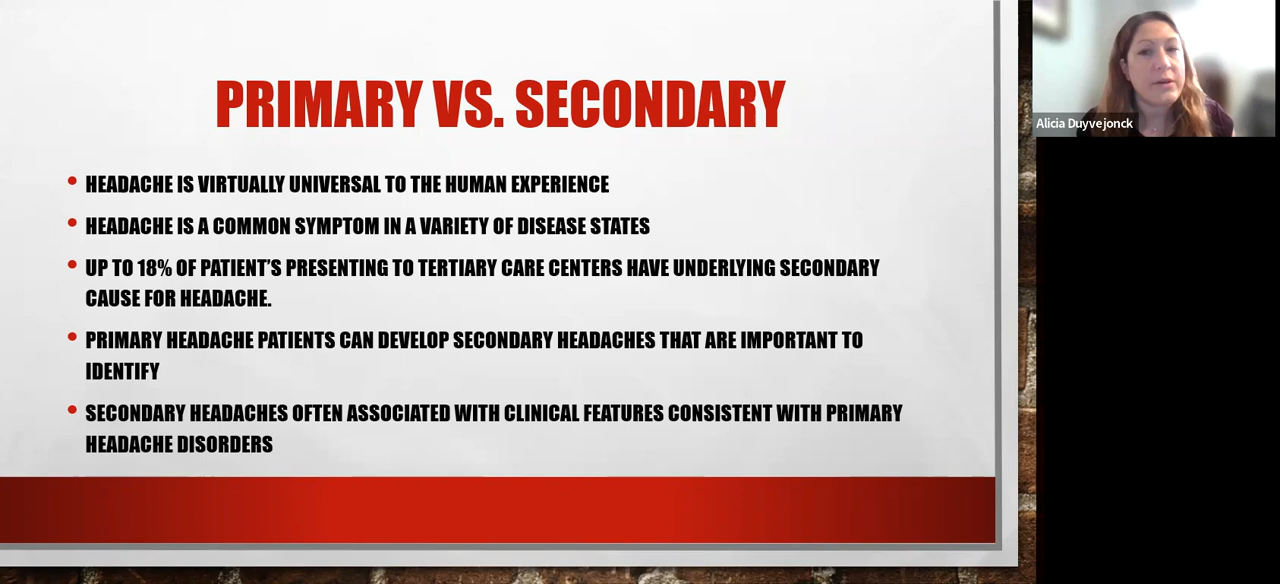 PRIMARY VS. SECONDARY
HEADACHE IS VIRTUALLY UNIVERSAL TO THE HUMAN EXPERIENCE
HEADACHE IS A COMMON SYMPTOM IN A VARIETY OF DISEASE STATES
UP TO 18% OF PATIENT'S PRESENTING TO TERTIARY CARE CENTERS HAVE UNDERLYING SECONDARY
CAUSE FOR HEADACHE.
PRIMARY HEADACHE PATIENTS CAN DEVELOP SECONDARY HEADACHES THAT ARE IMPORTANT TO
IDENTIFY
SECONDARY HEADACHES OFTEN ASSOCIATED WITH CLINICAL FEATURES CONSISTENT WITH PRIMARY
HEADACHE DISORDERS
Alicia Duyvejonck